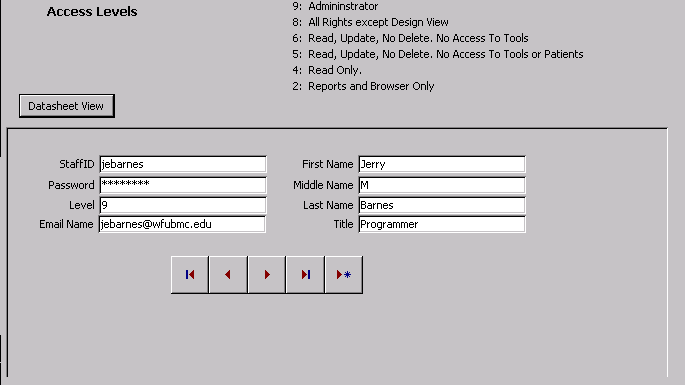 Access Levels
9: Admininstrator
8: All Rights except Design View
6: Read, Update, No Delete. No Access To Tools
5: Read, Update, No Delete. No Access To Tools or Patients
4: Read Only.
2: Reports and Browser Only
Datasheet View
StaffID jebarnes First Name Jerry
Password ******** Middle Name M
Level 9 Last Name Barnes
Email Name jebarnes@wfubmc.edu Title Programmer